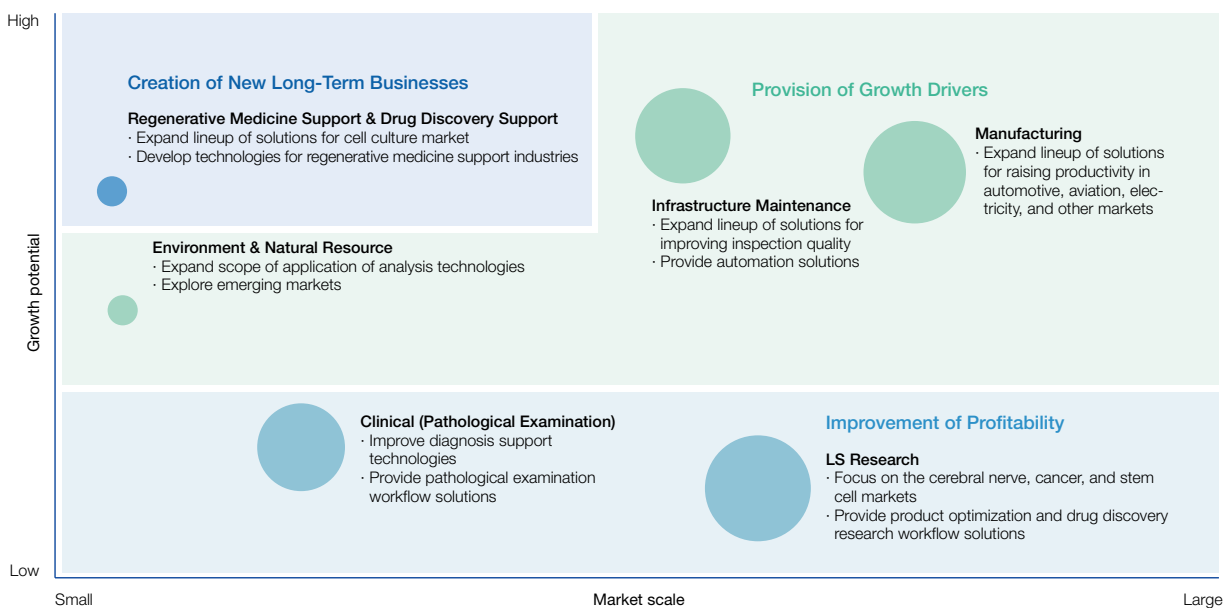 High
Creation of New Long-Term Businesses
Regenerative Medicine Support & Drug Discovery Support
· Expand lineup of solutions for cell culture market
· Develop technologies for regenerative medicine support industries
Provision of Growth Drivers
Manufacturing
· Expand lineup of solutions
for raising productivity in
automotive, aviation, elec-
tricity, and other markets
Infrastructure Maintenance
· Expand lineup of solutions for
improving inspection quality
· Provide automation solutions
Environment & Natural Resource
· Expand scope of application of analysis technologies
· Explore emerging markets
Growth potential
Clinical (Pathological Examination)
· Improve diagnosis support
technologies
· Provide pathological examination
workflow solutions
Improvement of Profitability
LS Research
· Focus on the cerebral nerve, cancer, and stem
cell markets
· Provide product optimization and drug discovery
research workflow solutions
Low
Small
Market scale
Large